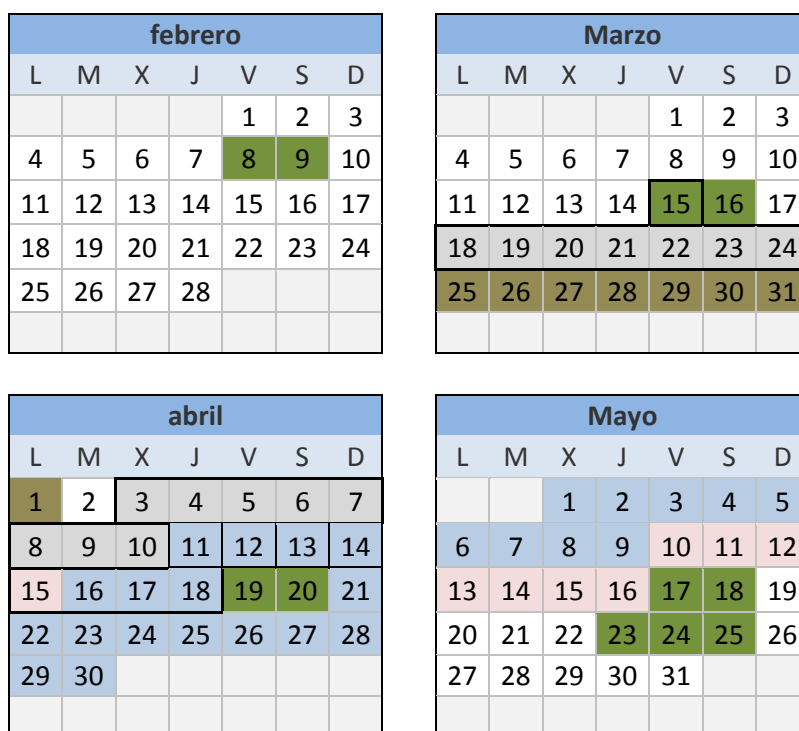 febrero
L M X J V S D
1 2 3
4 5 6 7 8 9 10
11 12 13 14 15 16 17
18 19 20 21 22 23 24
25 26 27 28
Marzo
L M X J V S D
1 2 3
4 5 6 7 8 9 10
11 12 13 14 15 16 17
18 19 20 21 22 23 24
25 26 27 28 29 30 31
abril
L M X J V S D
1 2 3 4 5 6 7
8 9 10 11 12 13 14
15 16 17 18 19 20 21
22 23 24 25 26 27 28
29 30
Mayo
L M X J V S D
1 2 3 4 5
6 7 8 9 10 11 12
13 14 15 16 17 18 19
20 21 22 23 24 25 26
27 28 29 30 31